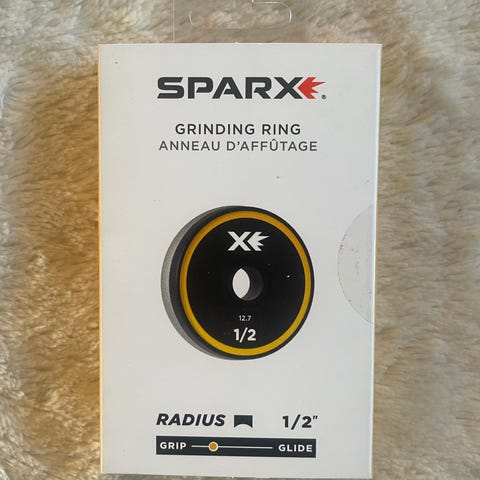 SPARX®
GRINDING RING
ANNEAU D'AFFÛTAGE
X
12.7
1/2
RADIUS 1/2"
GRIP GLIDE